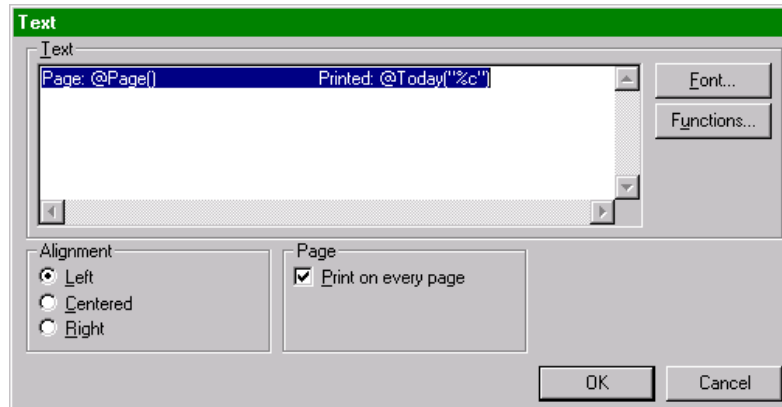 Text
Text
Page: @Page() Printed: @Today("%c")
Font...
Functions...
Alignment
Left
Centered
Right
Page
Print on every page
OK
Cancel